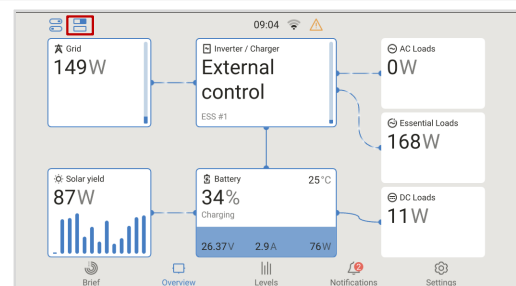 09:04
Grid
149W
Inverter / Charger
External
control
ESS #1
AC Loads
0W
Essential Loads
168W
Solar yield
87W
Battery
25°C
34%
Charging
26.37V 2.9A 76W
DC Loads
11W
2
Brief Overview Levels Notifications Settings